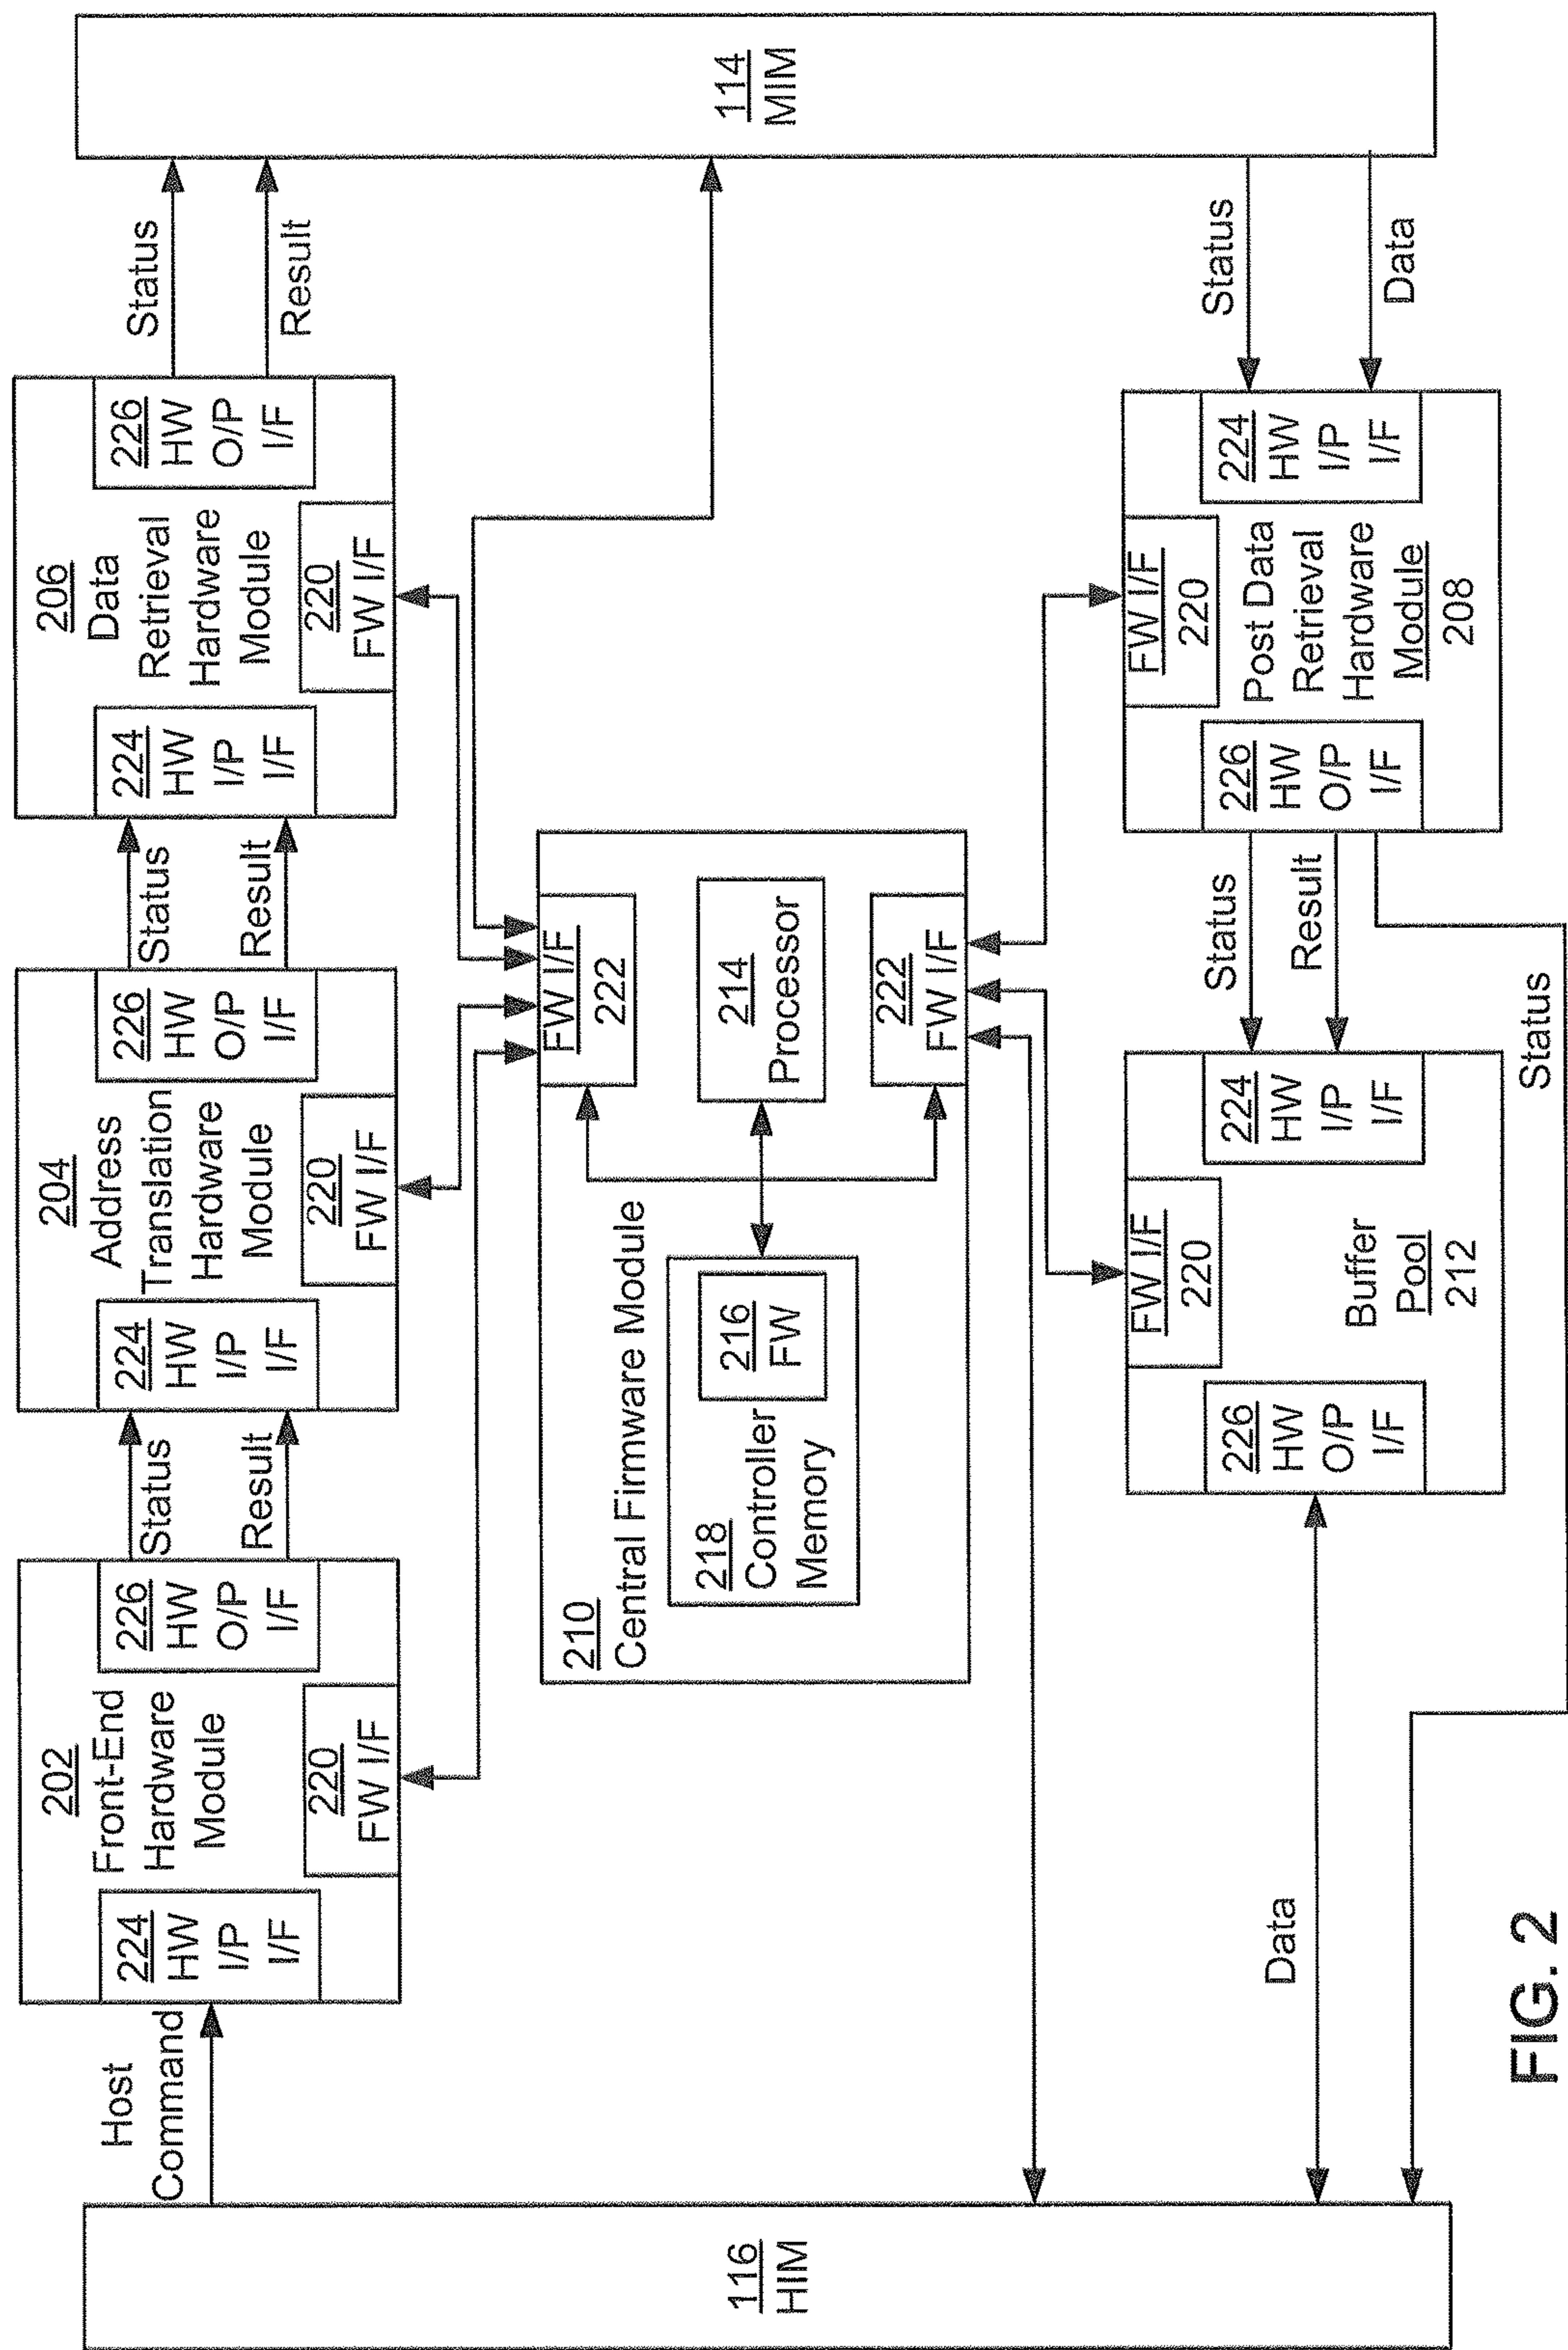 116
HIM
Host
Command
202
Front-End
Hardware
Module
224
HW
I/P
I/F
226
HW
O/P
I/F
220
FW I/F
Status
Result
204
Address
Translation
Hardware
Module
224
HW
I/P
I/F
226
HW
O/P
I/F
220
FW I/F
Status
Result
206
Data
Retrieval
Hardware
Module
224
HW
I/P
I/F
226
HW
O/P
I/F
220
FW I/F
Status
Result
114
MIM
210
Central Firmware Module
218
Controller
Memory
216
FW
214
Processor
FW I/F
222
222
FW I/F
Data
FW I/F
220
Buffer
Pool
212
226
HW
O/P
I/F
224
HW
I/P
I/F
Status
Result
Status
FW I/F
220
Post Data
Retrieval
Hardware
Module
208
226
HW
O/P
I/F
224
HW
I/P
I/F
Status
Data
FIG. 2